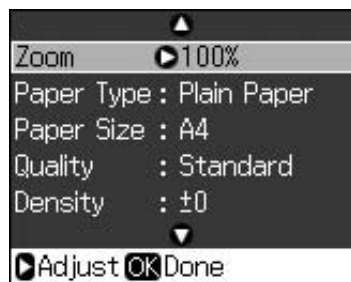 Zoom 100%
Paper Type : Plain Paper
Paper Size : A4
Quality : Standard
Density : ±0
Adjust OK Done